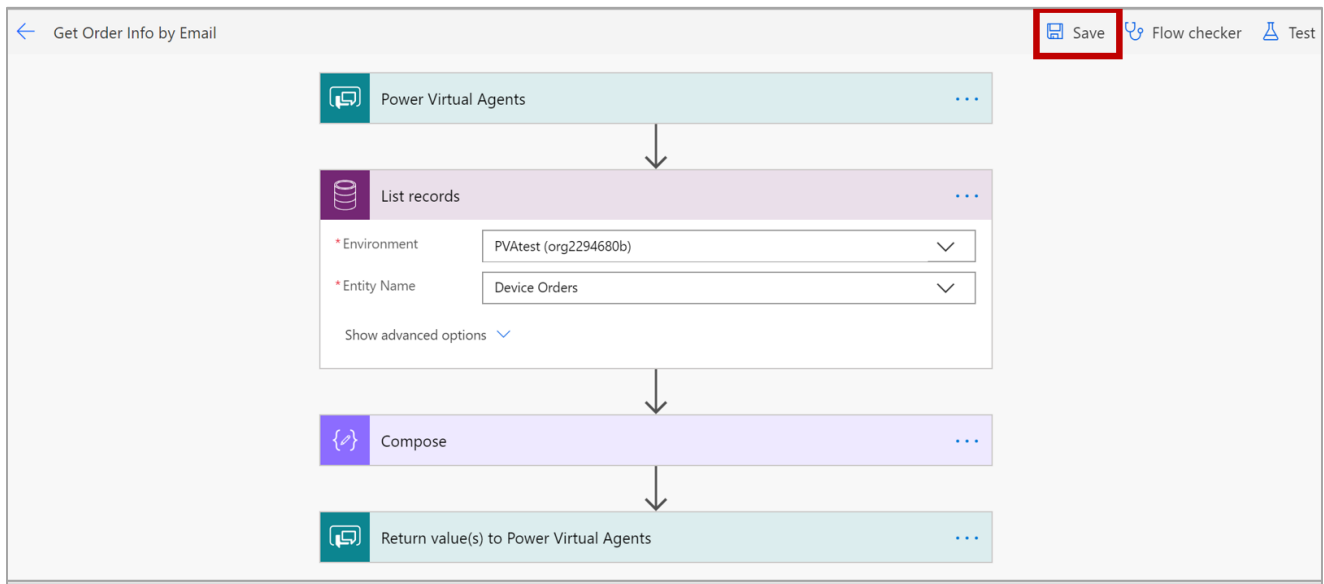 Get Order Info by Email
Save
Flow checker
Test
Power Virtual Agents
List records
* Environment
PVAtest (org2294680b)
* Entity Name
Device Orders
Show advanced options
Compose
Return value(s) to Power Virtual Agents